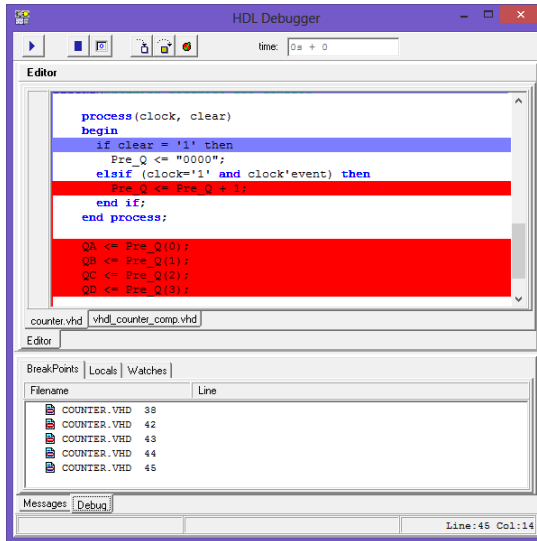 HDL Debugger
time: 0s + 0
Editor
process(clock, clear)
begin
if clear = '1' then
Pre_Q <= "0000";
elsif (clock='1' and clock'event) then
Pre_Q <= Pre_Q + 1;
end if;
end process;
QA <= Pre_Q(0);
QB <= Pre_Q(1);
QC <= Pre_Q(2);
QD <= Pre_Q(3);
counter.vhd vhdl_counter_comp.vhd
Editor
BreakPoints Locals Watches
Filename Line
COUNTER.VHD 38
COUNTER.VHD 42
COUNTER.VHD 43
COUNTER.VHD 44
COUNTER.VHD 45
Messages Debug
Line:45 Col:14